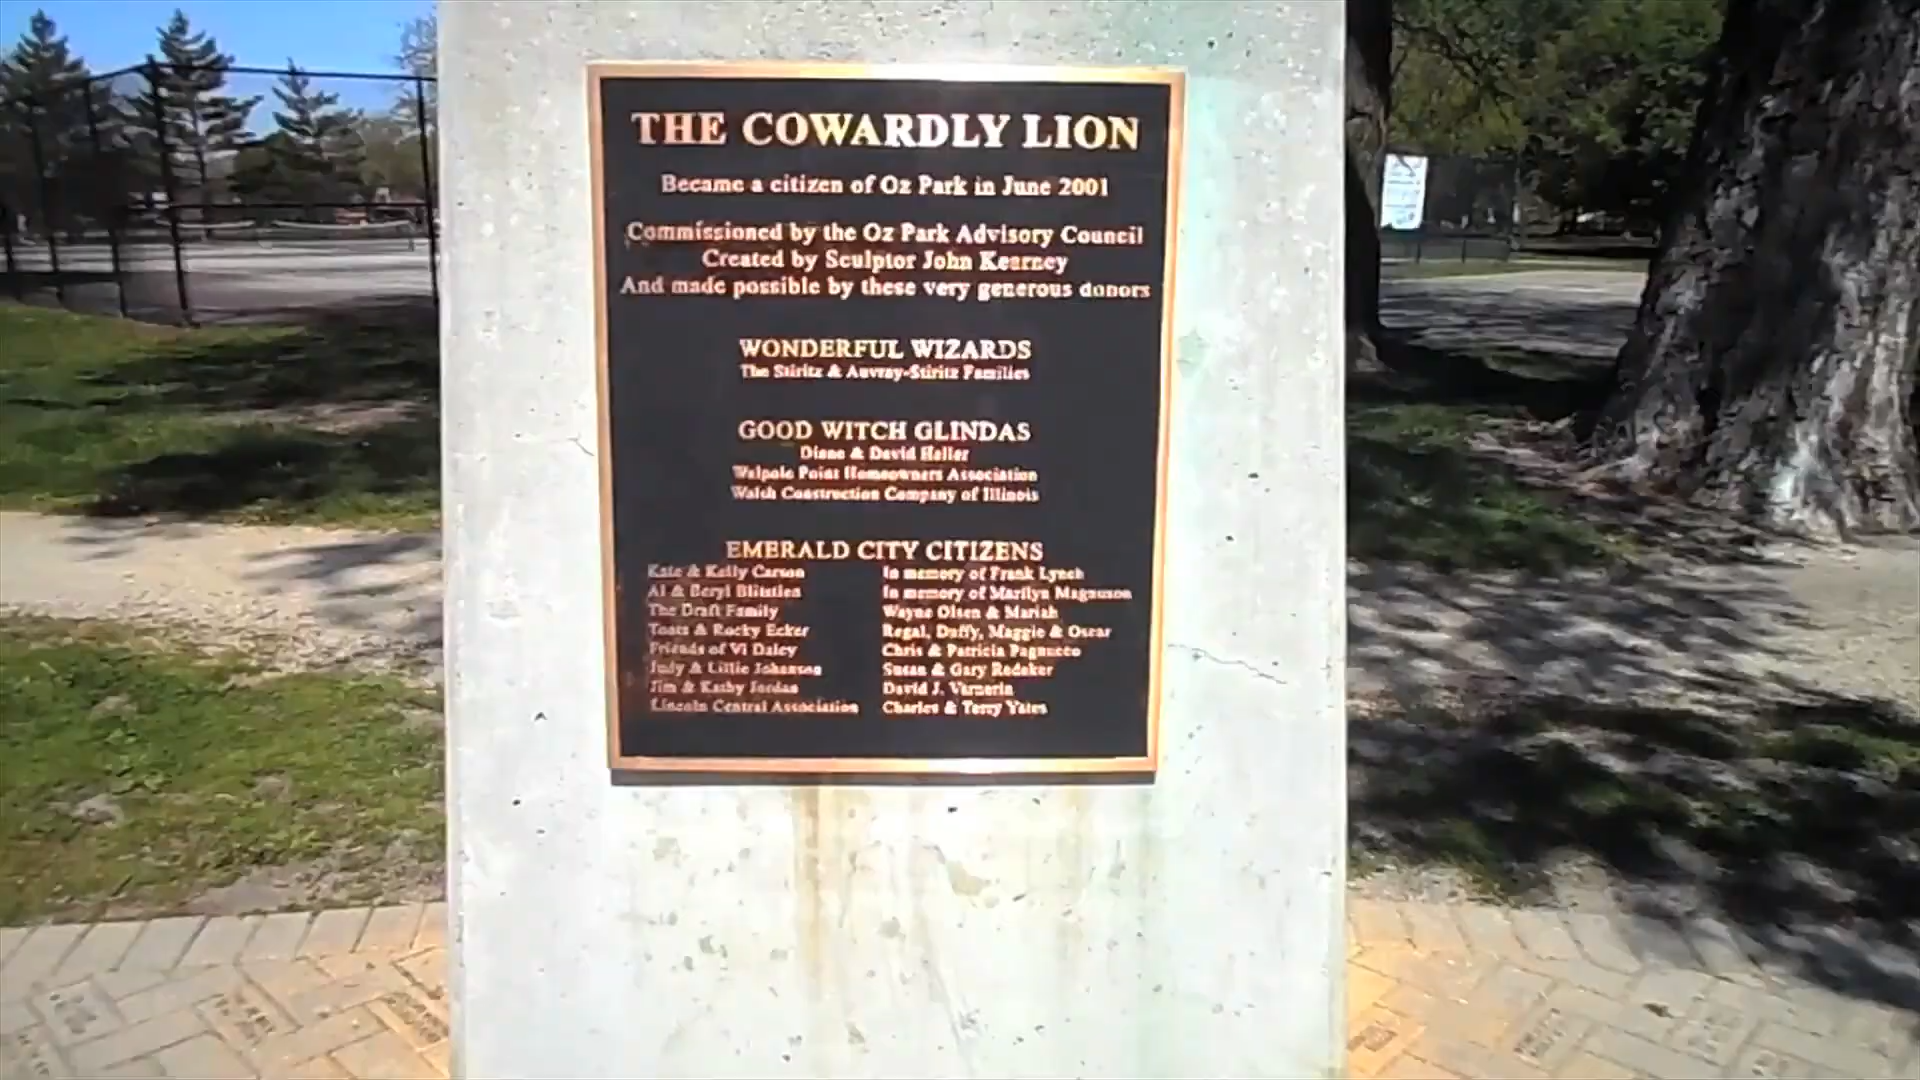 THE COWARDLY LION
Became a citizen of Oz Park in June 2001
Commissioned by the Oz Park Advisory Council
Created by Sculptor John Kearney
And made possible by these very generous donors
WONDERFUL WIZARDS
The Stiritz & Auvray-Stiritz Families
GOOD WITCH GLINDAS
Diane & David Heller
Walpole Point Homeowners Association
Walsh Construction Company of Illinois
EMERALD CITY CITIZENS
Kate & Kelly Carson
Al & Beryl
The Draft Family
& Rocky Ecker
Friends of Vi Daley
Judy & Lillie Johanson
Jim & Kathy Jordan
Lincoln Central Association
In memory of Frank Lynch
In memory of Marilyn Magnuson
Wayne Olsen & Mariah
Regal, Duffy, Maggie & Oscar
Chris & Patricia Pagnucco
Susan & Gary Redeker
David J.
Charles & Terry Yates